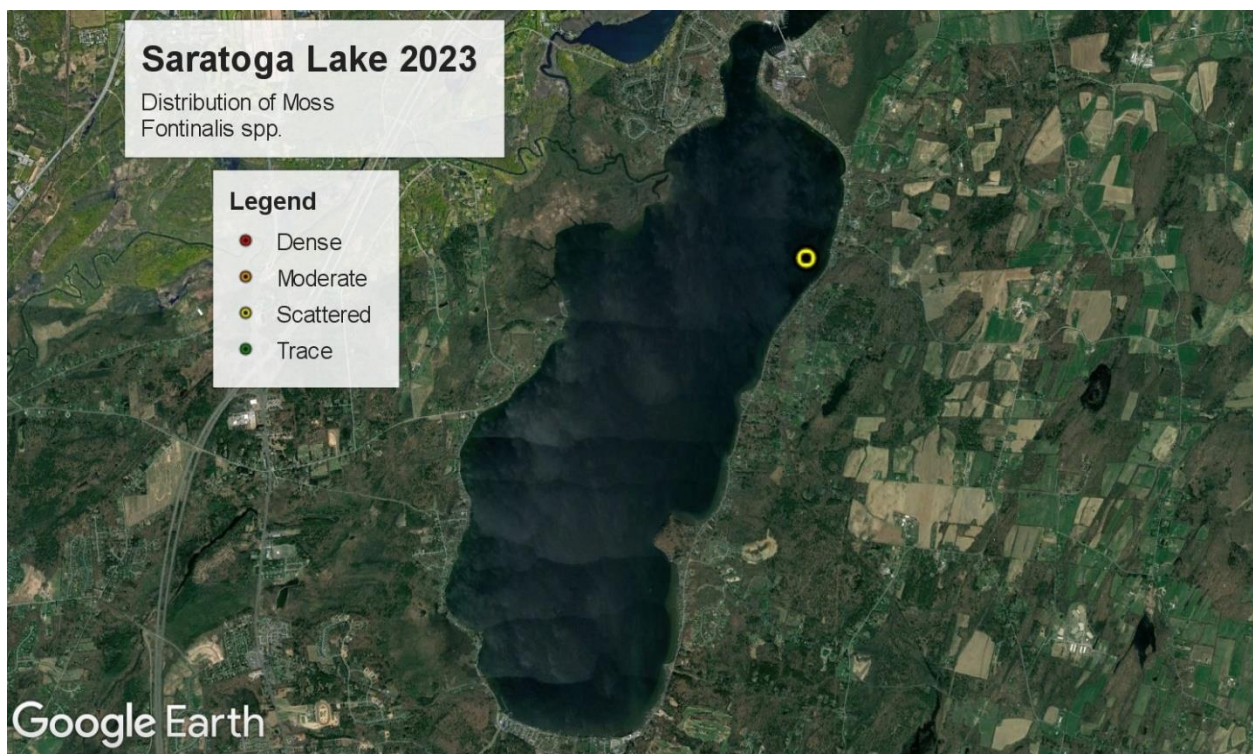 Saratoga Lake 2023
Distribution of Moss
Fontinalis spp.
Legend
Dense
Moderate
Scattered
Trace
Google Earth